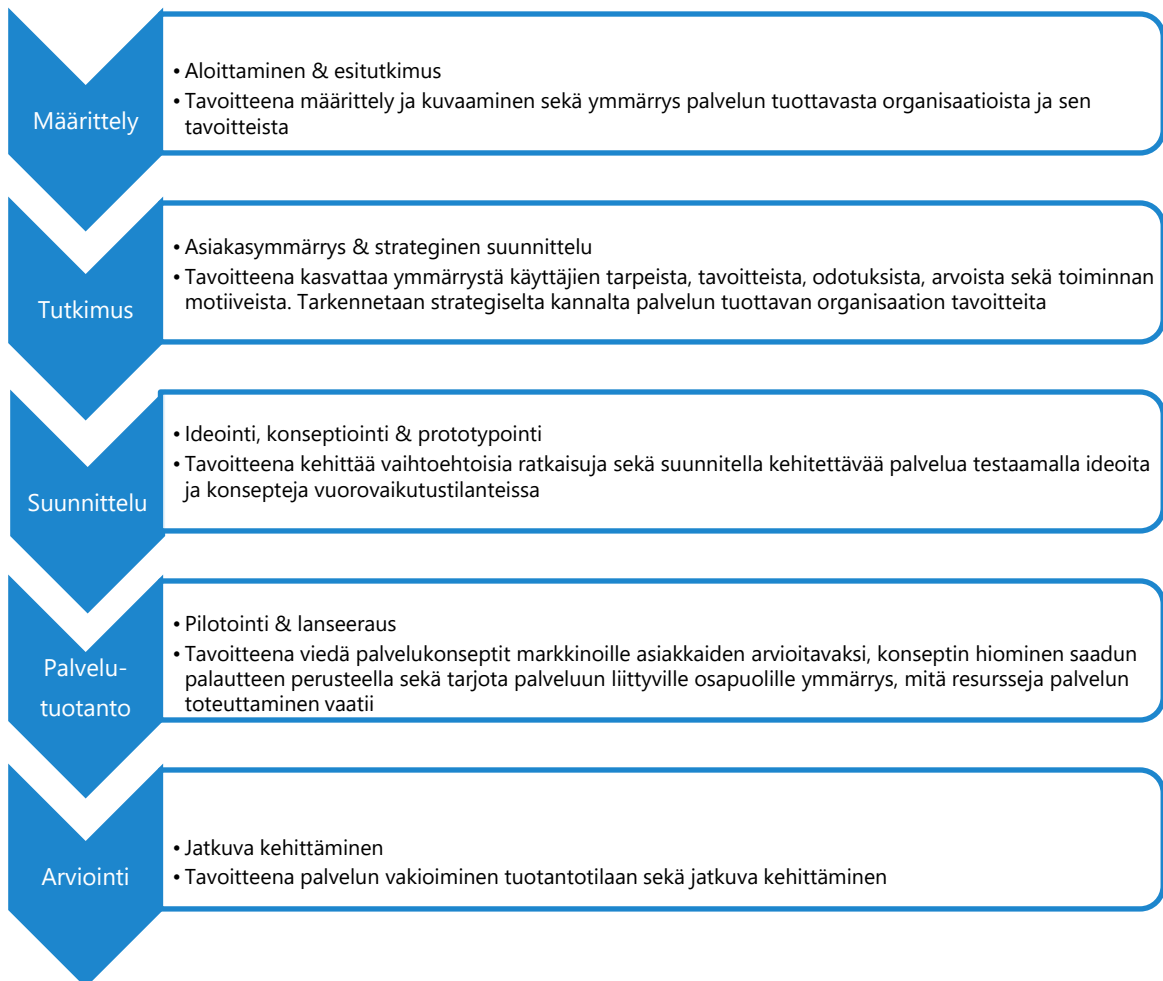 Määrittely
• Aloittaminen & esitutkimus
• Tavoitteena määrittely ja kuvaaminen sekä ymmärrys palvelun tuottavasta organisaatioista ja sen
tavoitteista
Tutkimus
• Asiakasymmärrys & strateginen suunnittelu
• Tavoitteena kasvattaa ymmärrystä käyttäjien tarpeista, tavoitteista, odotuksista, arvoista sekä toiminnan
motiiveista. Tarkennetaan strategiselta kannalta palvelun tuottavan organisaation tavoitteita
Suunnittelu
• Ideointi, konseptiointi & prototypointi
• Tavoitteena kehittää vaihtoehtoisia ratkaisuja sekä suunnitella kehitettävää palvelua testaamalla ideoita
ja konsepteja vuorovaikutustilanteissa
Palvelu-
tuotanto
• Pilotointi & lanseeraus
• Tavoitteena viedä palvelukonseptit markkinoille asiakkaiden arvioitavaksi, konseptin hiominen saadun
palautteen perusteella sekä tarjota palveluun liittyville osapuolille ymmärrys, mitä resursseja palvelun
toteuttaminen vaatii
Arviointi
• Jatkuva kehittäminen
• Tavoitteena palvelun vakioiminen tuotantotilaan sekä jatkuva kehittäminen